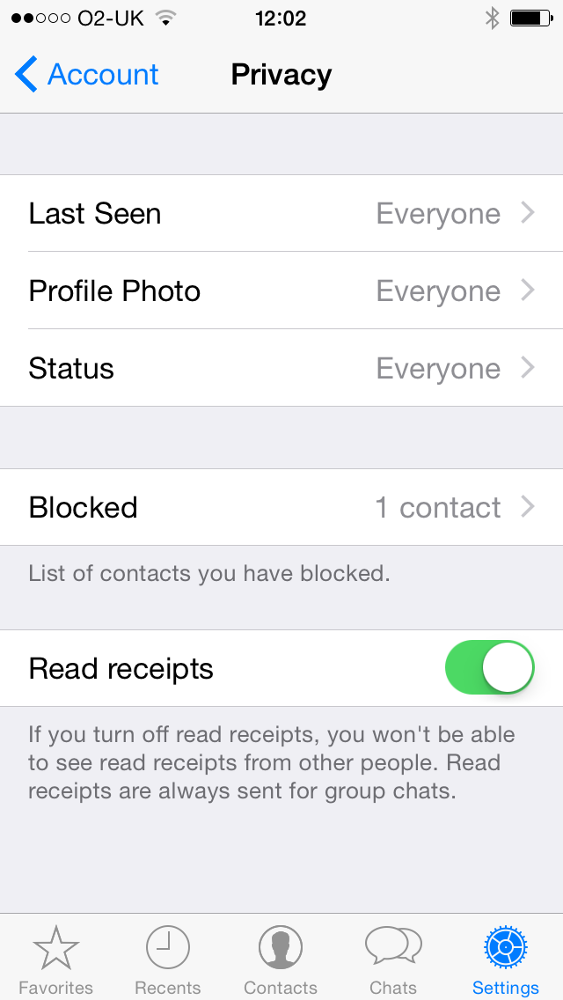 O2-UK 12:02
Account Privacy
Last Seen Everyone
Profile Photo Everyone
Status Everyone
Blocked 1 contact
List of contacts you have blocked.
Read receipts
If you turn off read receipts, you won't be able
to see read receipts from other people. Read
receipts are always sent for group chats.
Favorites Recents Contacts Chats Settings